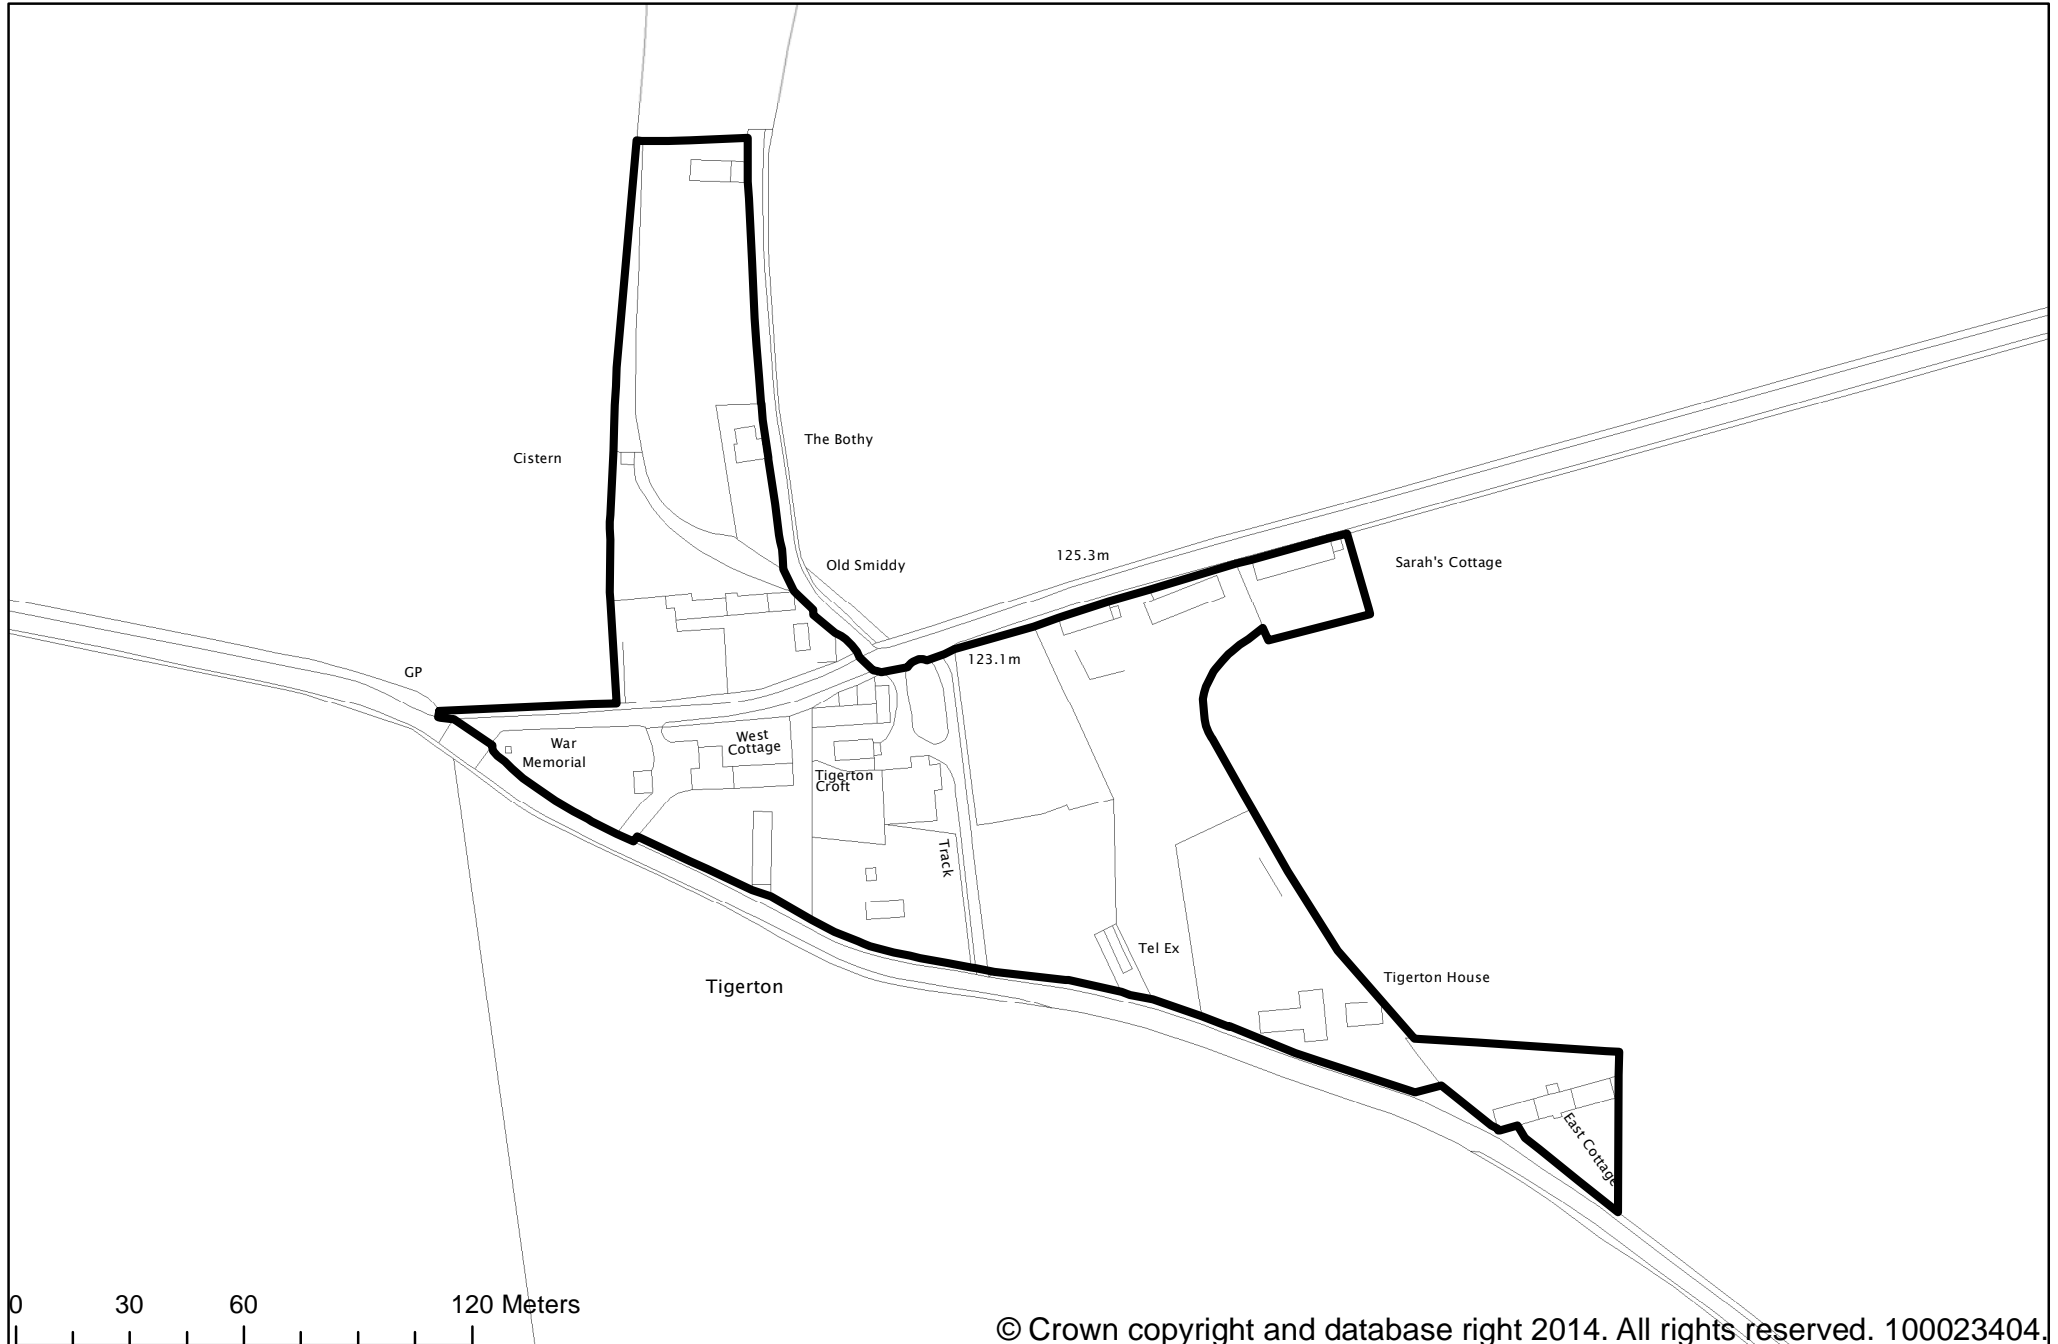 The Bothy
Cistern
125.3m
Sarah's Cottage
Old Smiddy
123.1m
GP
War
Memorial
West
Cottage
Tigerton
Croft
Track
Tel Ex
Tigerton House
Tigerton
East Cottage
0 30 60 120 Meters
© Crown copyright and database right 2014. All rights reserved. 100023404.